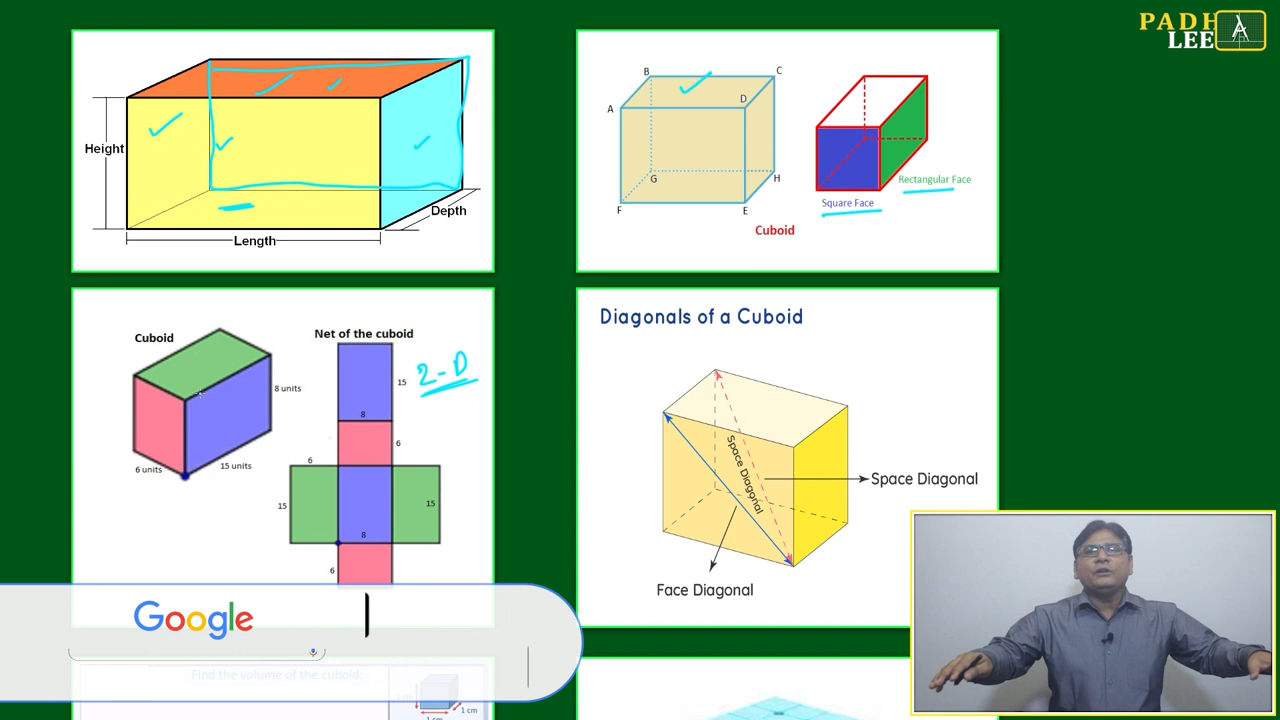 PADH
LEE
Height
Length
Depth
B
C
A
D
G
H
F
E
Rectangular Face
Square Face
Cuboid
Cuboid
8 units
6 units
15 units
Net of the cuboid
2-D
15
8
6
6
15
15
8
6
Diagonals of a Cuboid
Space Diagonal
Space Diagonal
Face Diagonal
Google
Find the volume of the cuboid:
1 cm
1 cm